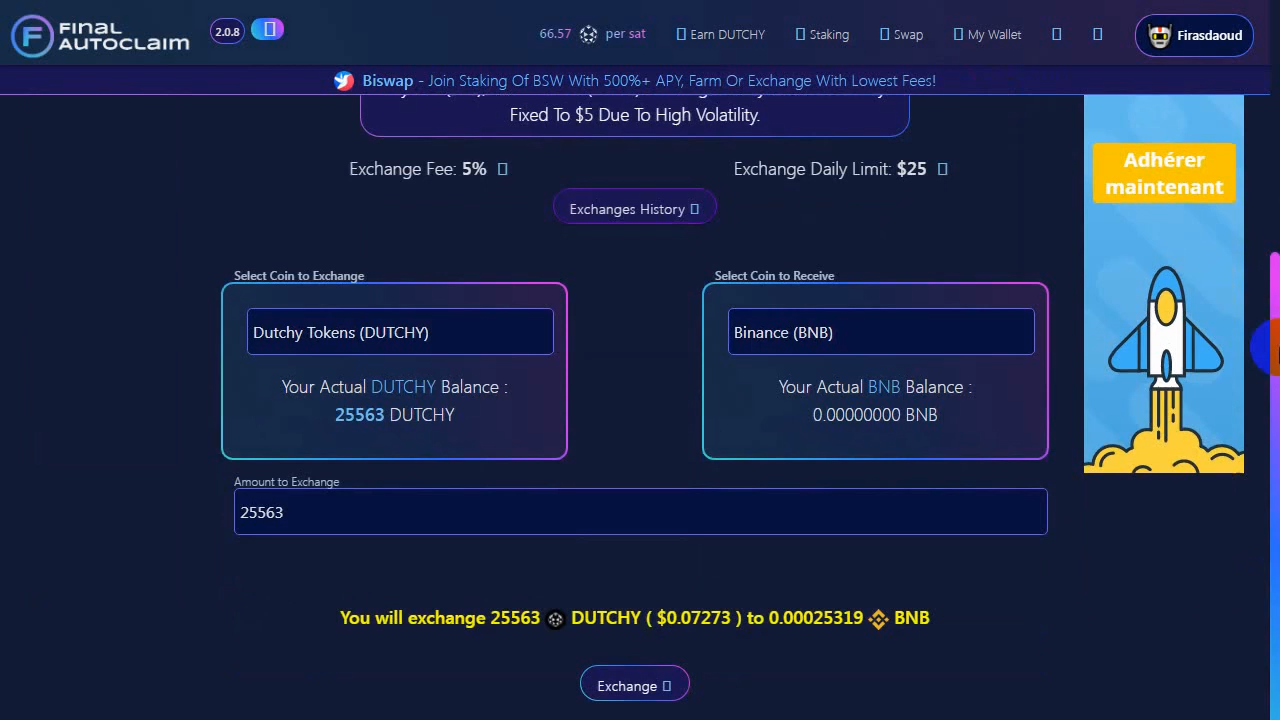 FINAL
AUTOCLAIM
2.0.8
66.57 per sat
Earn DUTCHY
Staking
Swap
My Wallet
Firasdaoud
Biswap - Join Staking Of BSW With 500%+ APY, Farm Or Exchange With Lowest Fees!
Fixed To $5 Due To High Volatility.
Adhérer
maintenant
Exchange Fee: 5%
Exchange Daily Limit: $25
Exchanges History
Select Coin to Exchange
Select Coin to Receive
Dutchy Tokens (DUTCHY)
Binance (BNB)
Your Actual DUTCHY Balance :
25563 DUTCHY
Your Actual BNB Balance :
0.00000000 BNB
Amount to Exchange
25563
You will exchange 25563 DUTCHY ( $0.07273 ) to 0.00025319 BNB
Exchange